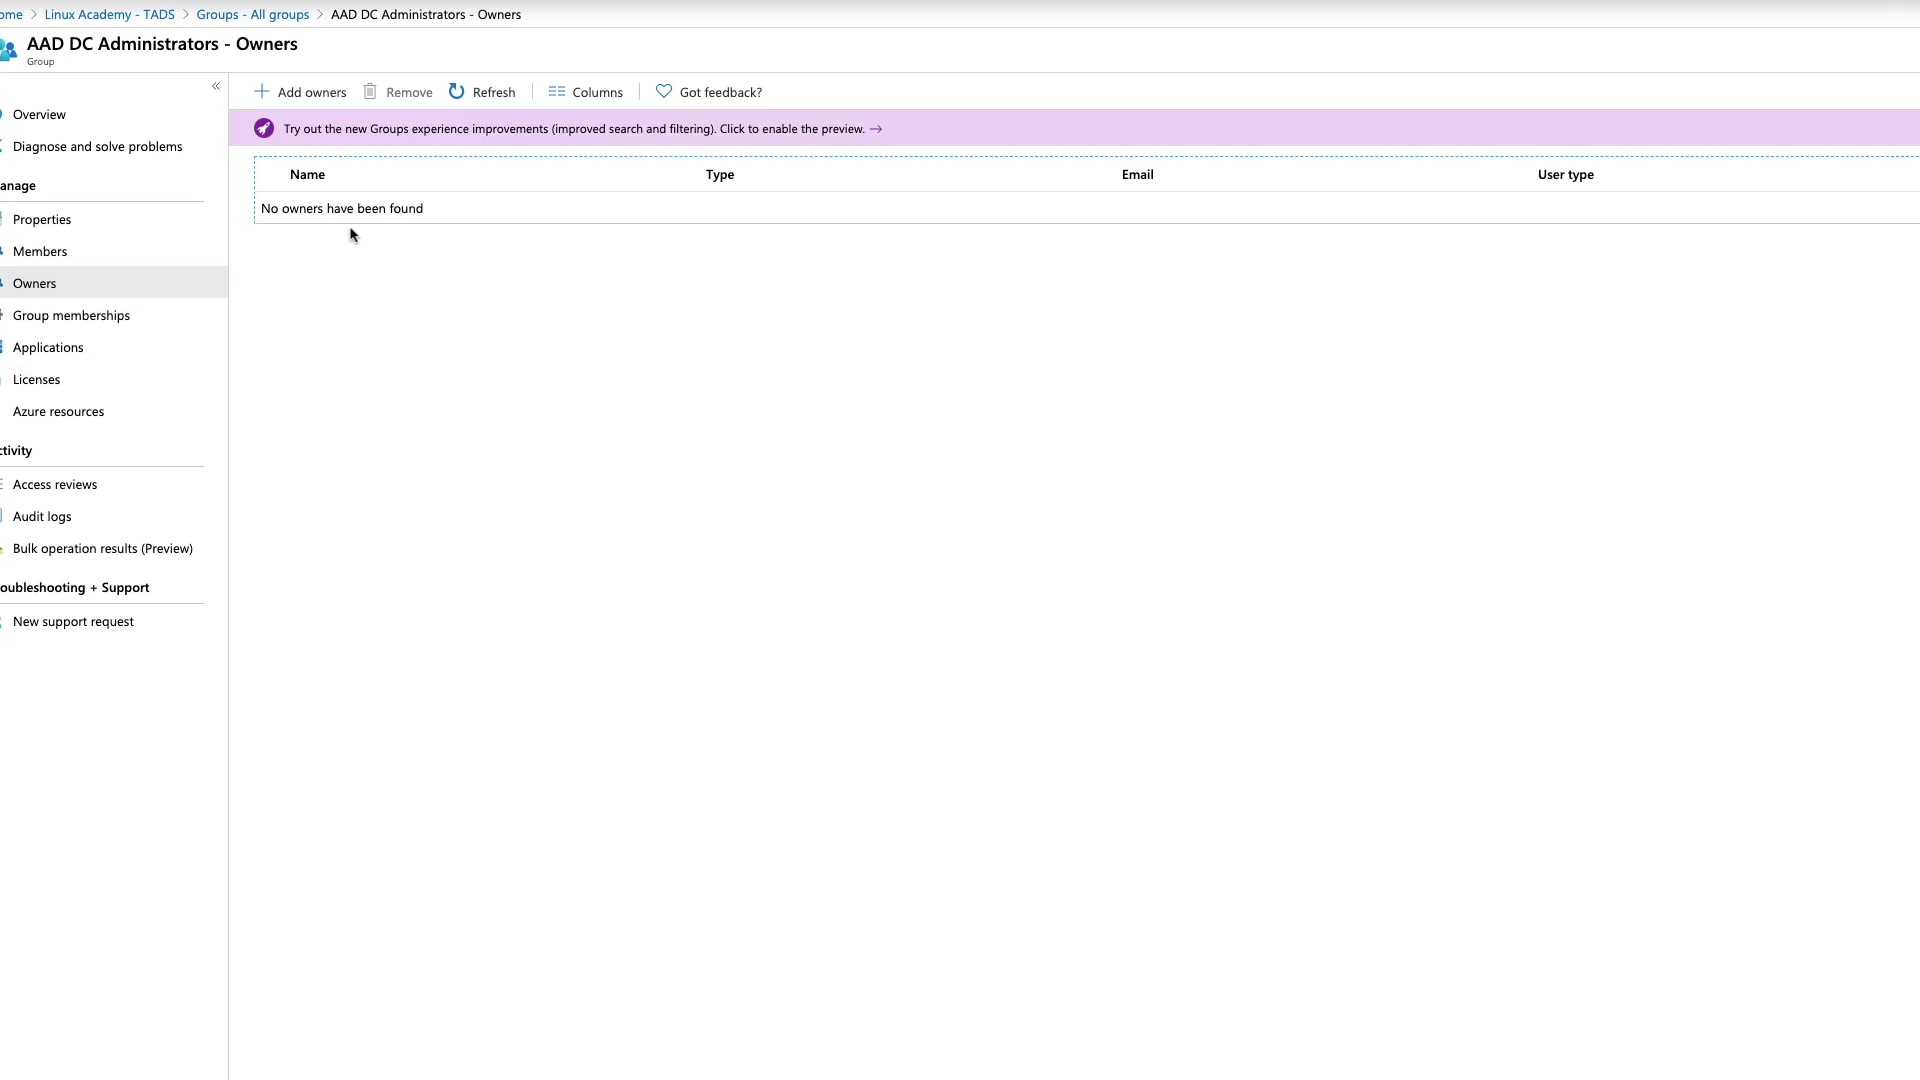 ome > Linux Academy - TADS > Groups - All groups > AAD DC Administrators - Owners
AAD DC Administrators - Owners
Group
«
Overview
Diagnose and solve problems
anage
Properties
Members
Owners
Group memberships
Applications
Licenses
Azure resources
ctivity
Access reviews
Audit logs
Bulk operation results (Preview)
oubleshooting + Support
New support request
Add owners Remove Refresh Columns Got feedback?
Try out the new Groups experience improvements (improved search and filtering). Click to enable the preview. →
Name Type Email User type
No owners have been found